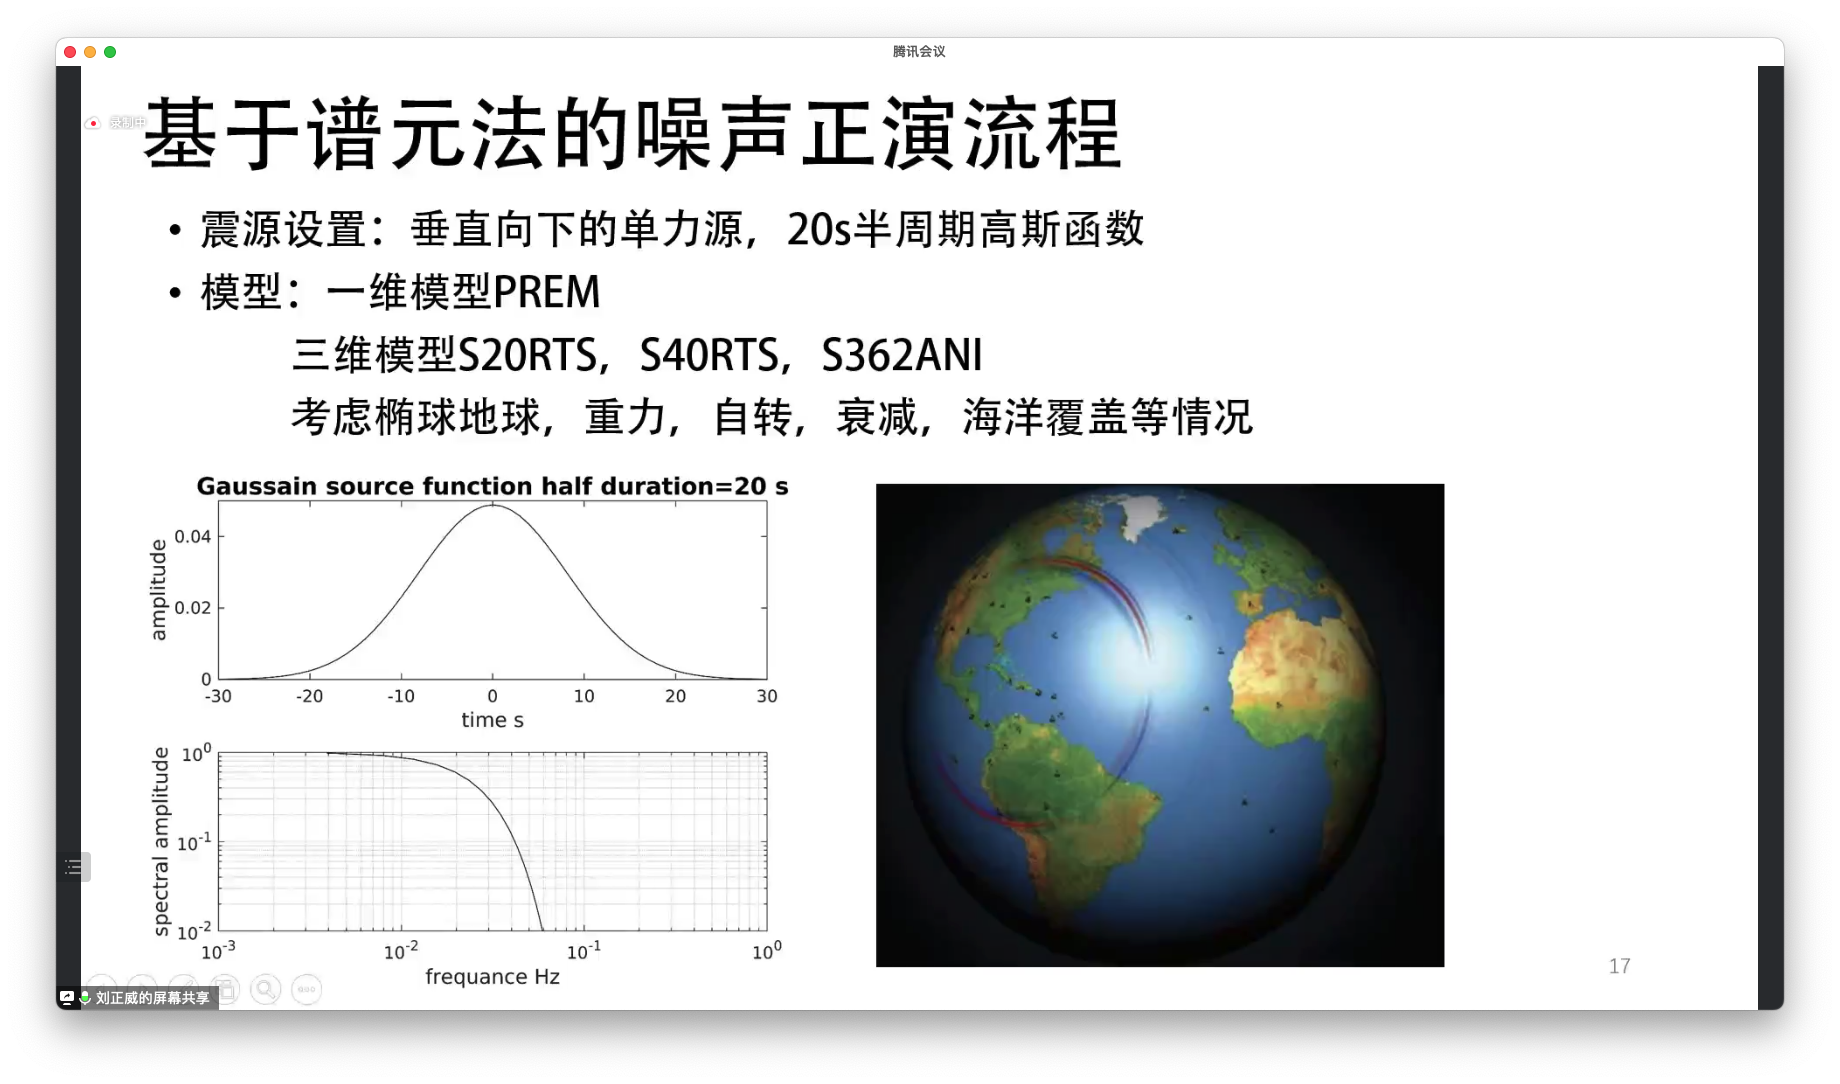 腾讯会议
录制中
基于谱元法的噪声正演流程
• 震源设置：垂直向下的单力源，20s半周期高斯函数
• 模型：一维模型PREM
三维模型S20RTS，S40RTS，S362ANI
考虑椭球地球，重力，自转，衰减，海洋覆盖等情况
Gaussain source function half duration=20 s
amplitude
0.04
0.02
0
-30 -20 -10 0 10 20 30
time s
spectral amplitude
10^0
10^-1
10^-2
10^-3 10^-2 10^-1 10^0
frequance Hz
17
刘正威的屏幕共享